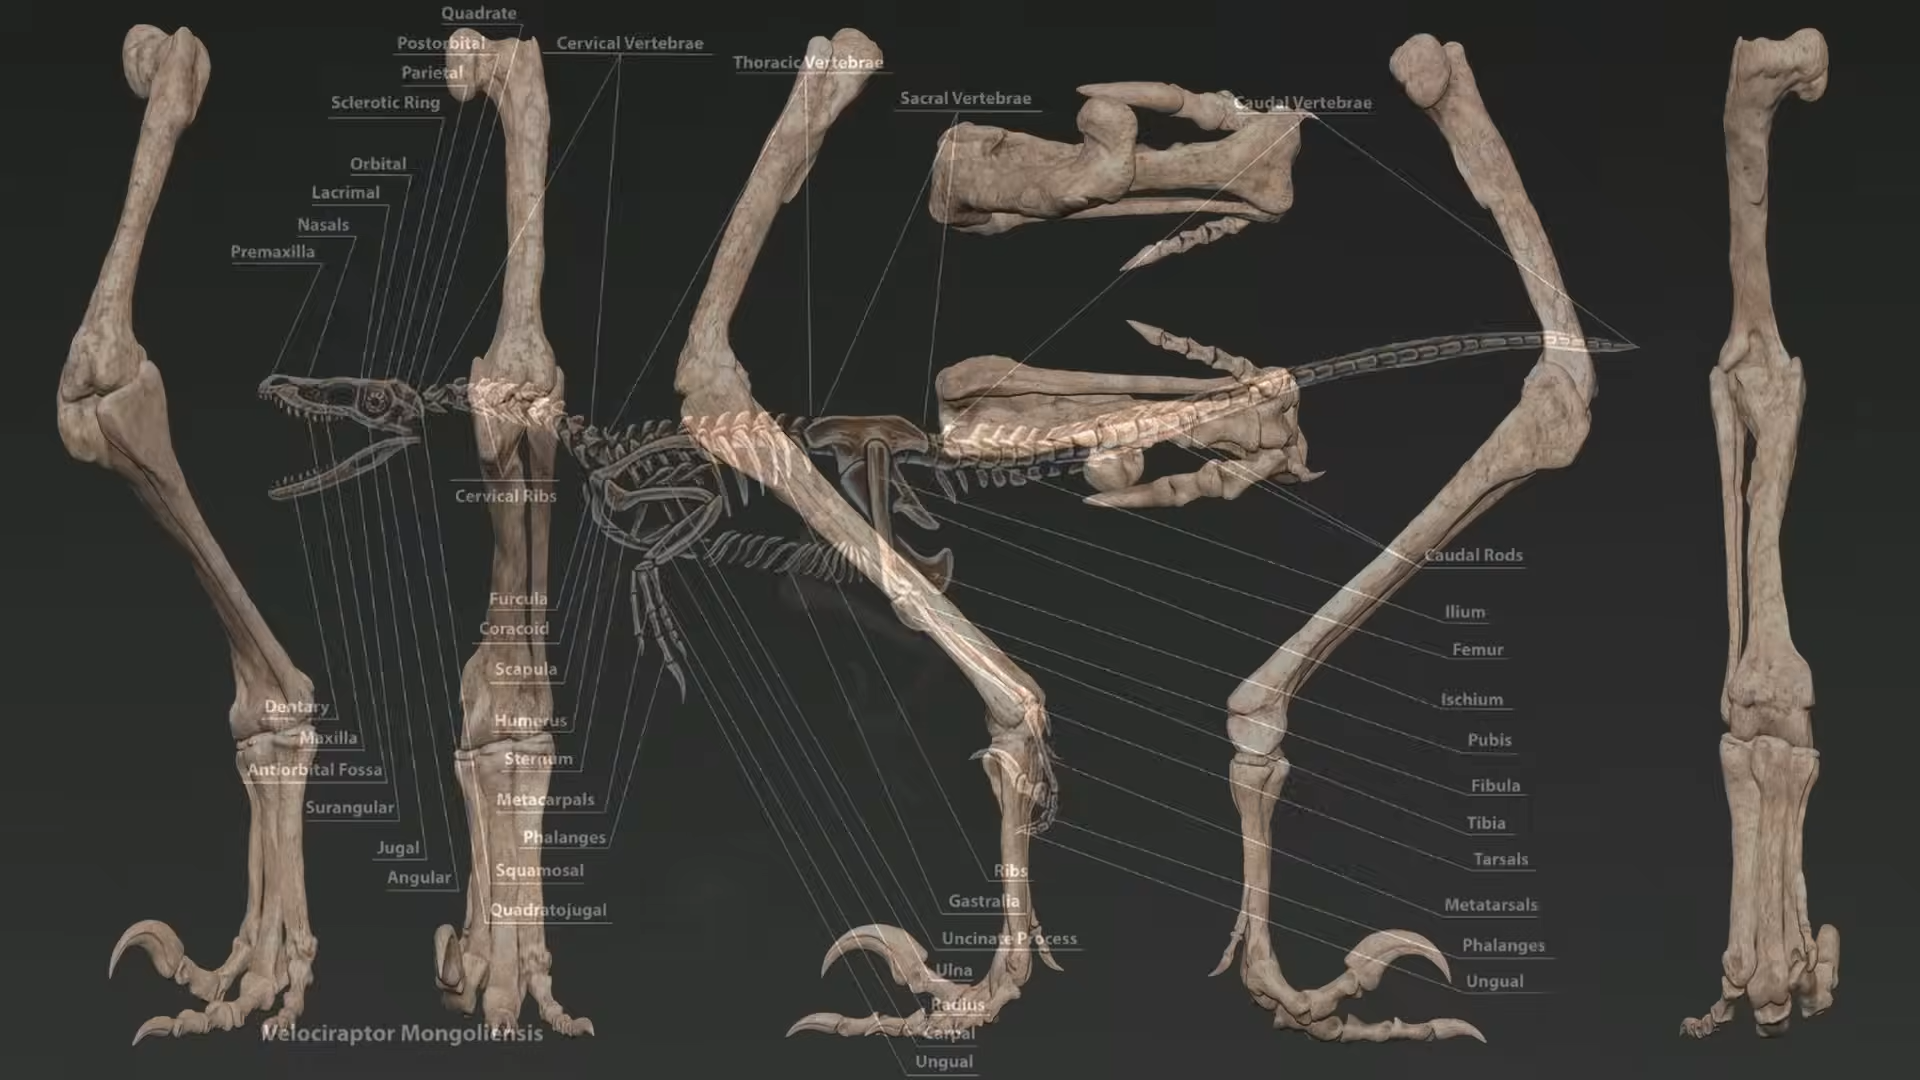 Quadrate
Postorbital
Cervical Vertebrae
Thoracic Vertebrae
Parietal
Sclerotic Ring
Sacral Vertebrae
Caudal Vertebrae
Orbital
Lacrimal
Nasals
Premaxilla
Cervical Ribs
Caudal Rods
Furcula
Coracoid
Scapula
Humerus
Sternum
Metacarpals
Phalanges
Squamosal
Quadratojugal
Dentary
Maxilla
Antiorbital Fossa
Surangular
Jugal
Angular
Ilium
Femur
Ischium
Pubis
Fibula
Tibia
Tarsals
Metatarsals
Phalanges
Ungual
Ribs
Gastralia
Uncinate Process
Ulna
Radius
Carpal
Ungual
Velociraptor Mongoliensis